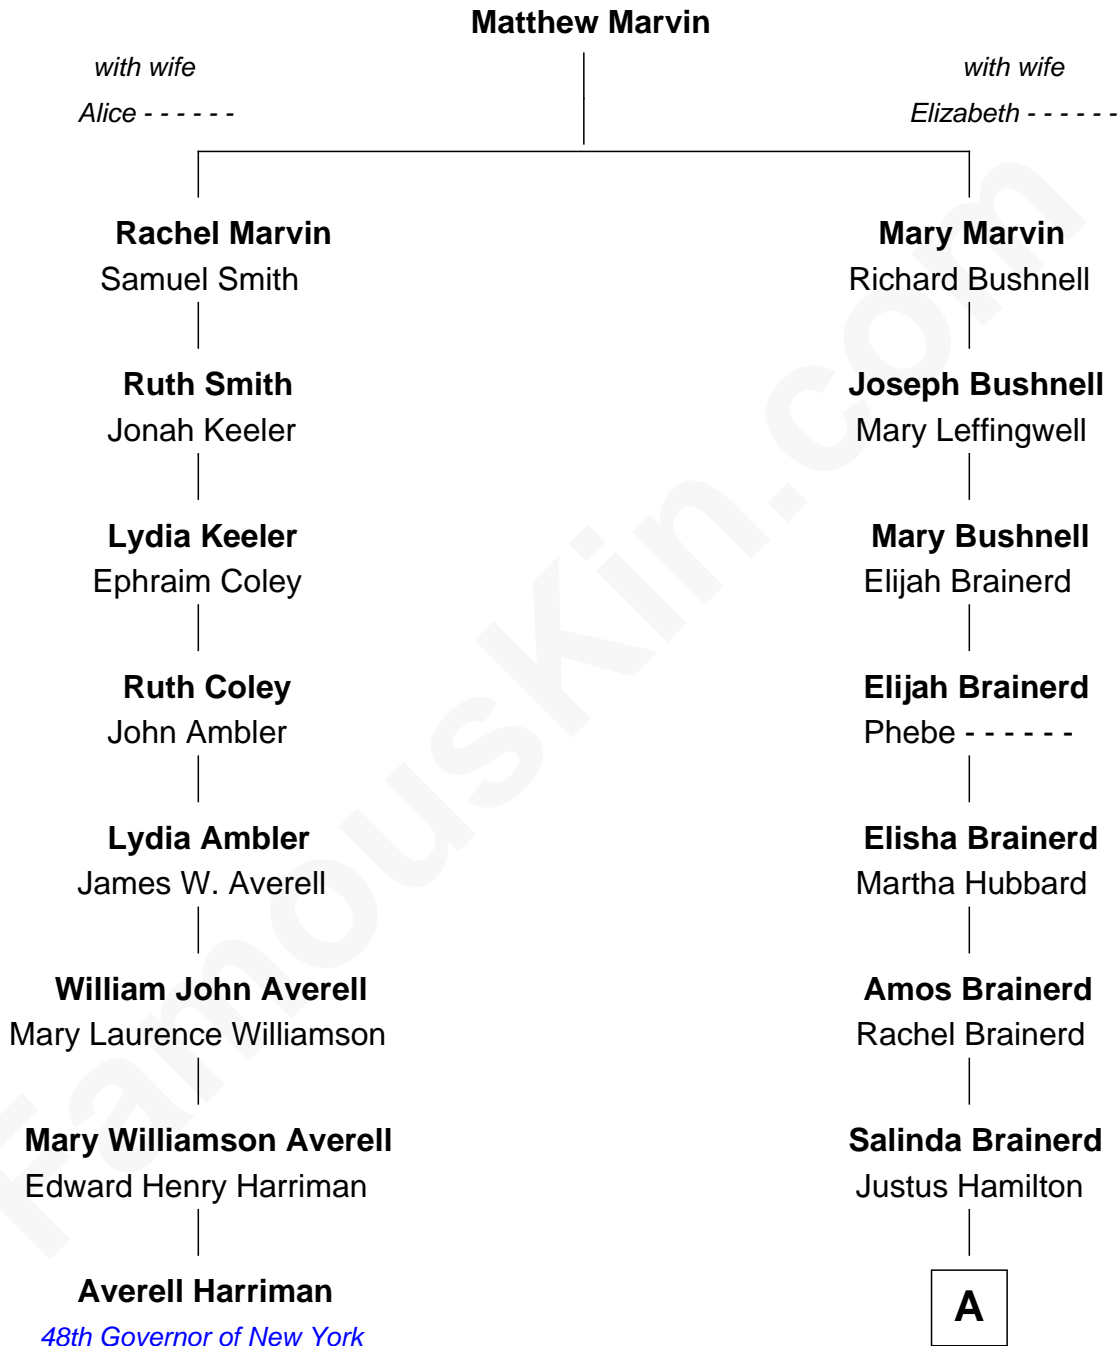 Matthew Marvin
with wife
Alice - - - - - -
with wife
Elizabeth - - - - - -
Rachel Marvin
Samuel Smith
Mary Marvin
Richard Bushnell
Ruth Smith
Jonah Keeler
Joseph Bushnell
Mary Leffingwell
Lydia Keeler
Ephraim Coley
Mary Bushnell
Elijah Brainerd
Ruth Coley
John Ambler
Elijah Brainerd
Phebe - - - - - -
Lydia Ambler
James W. Averell
Elisha Brainerd
Martha Hubbard
William John Averell
Mary Laurence Williamson
Amos Brainerd
Rachel Brainerd
Mary Williamson Averell
Edward Henry Harriman
Salinda Brainerd
Justus Hamilton
Averell Harriman
48th Governor of New York
A
FamousKin.com